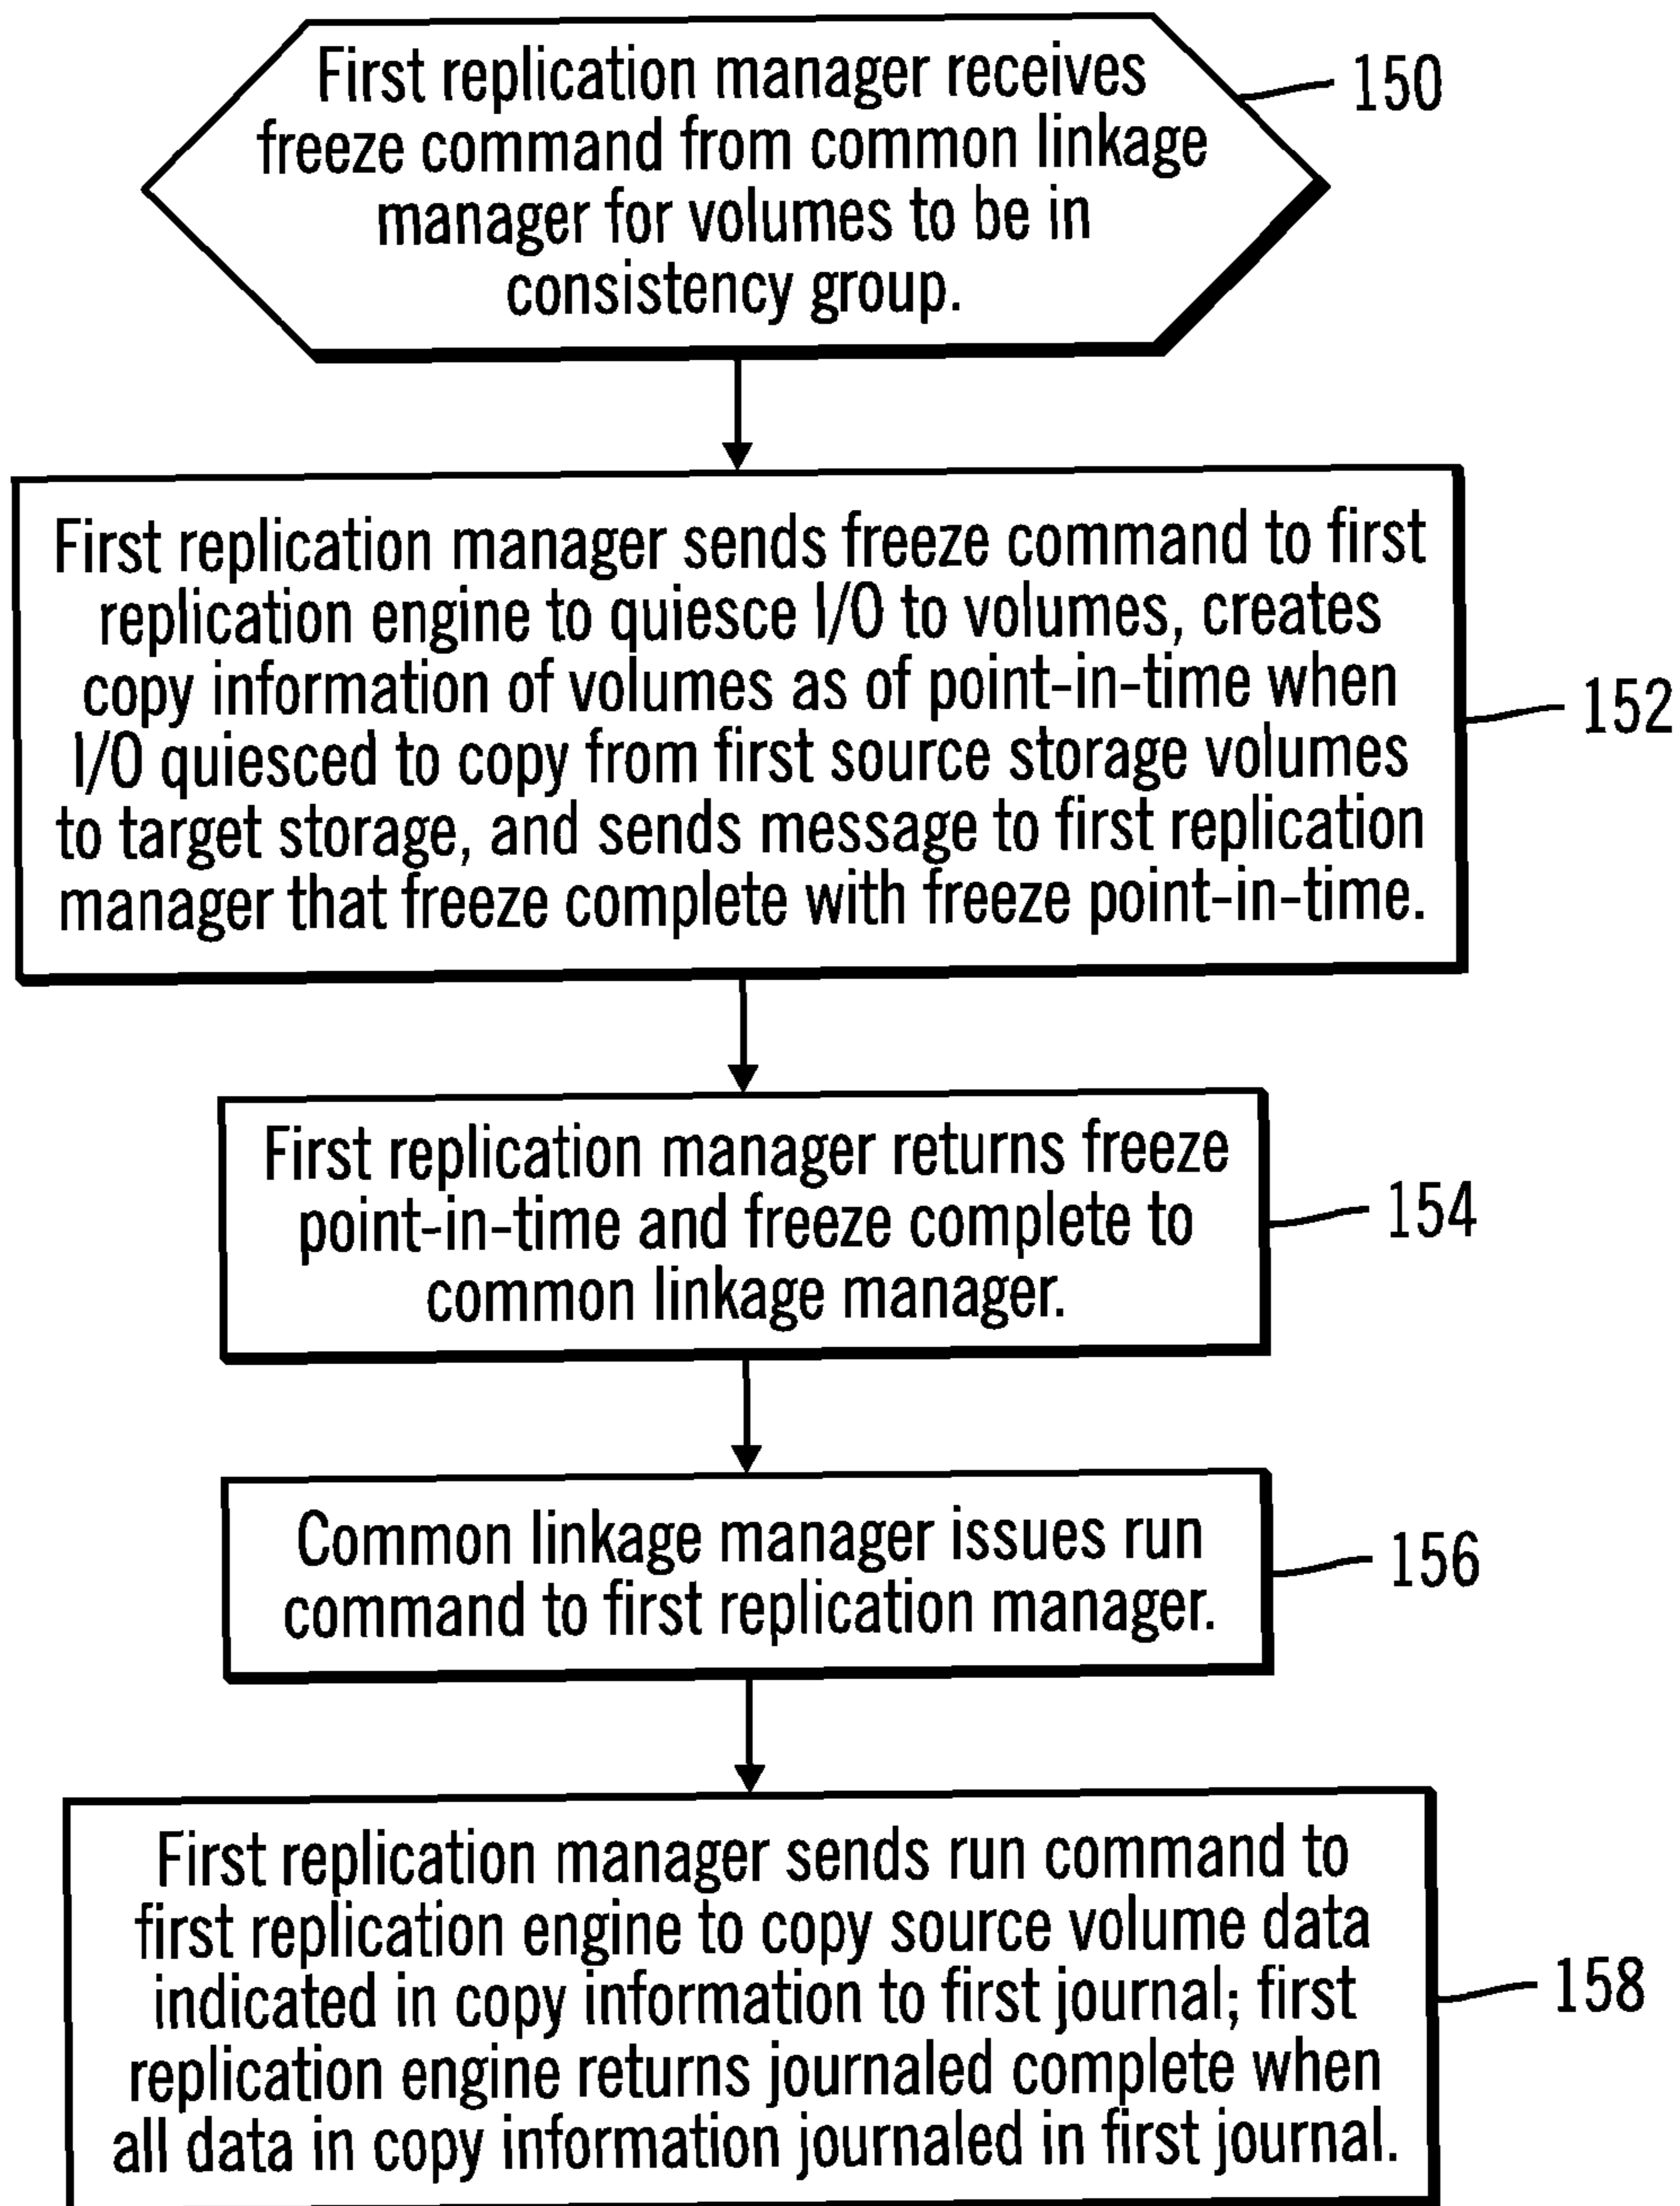 First replication manager receives
freeze command from common linkage
manager for volumes to be in
consistency group.
150
First replication manager sends freeze command to first
replication engine to quiesce I/O to volumes, creates
copy information of volumes as of point-in-time when
I/O quiesced to copy from first source storage volumes
to target storage, and sends message to first replication
manager that freeze complete with freeze point-in-time.
152
First replication manager returns freeze
point-in-time and freeze complete to
common linkage manager.
154
Common linkage manager issues run
command to first replication manager.
156
First replication manager sends run command to
first replication engine to copy source volume data
indicated in copy information to first journal; first
replication engine returns journaled complete when
all data in copy information journaled in first journal.
158